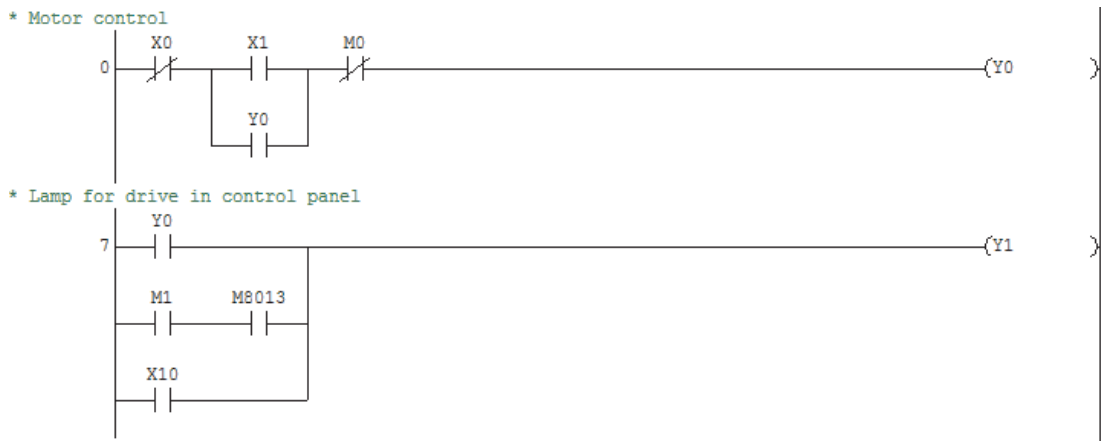 * Motor control
X0 X1 M0
0 Y0
Y0
* Lamp for drive in control panel
Y0
7 Y1
M1 M8013
X10